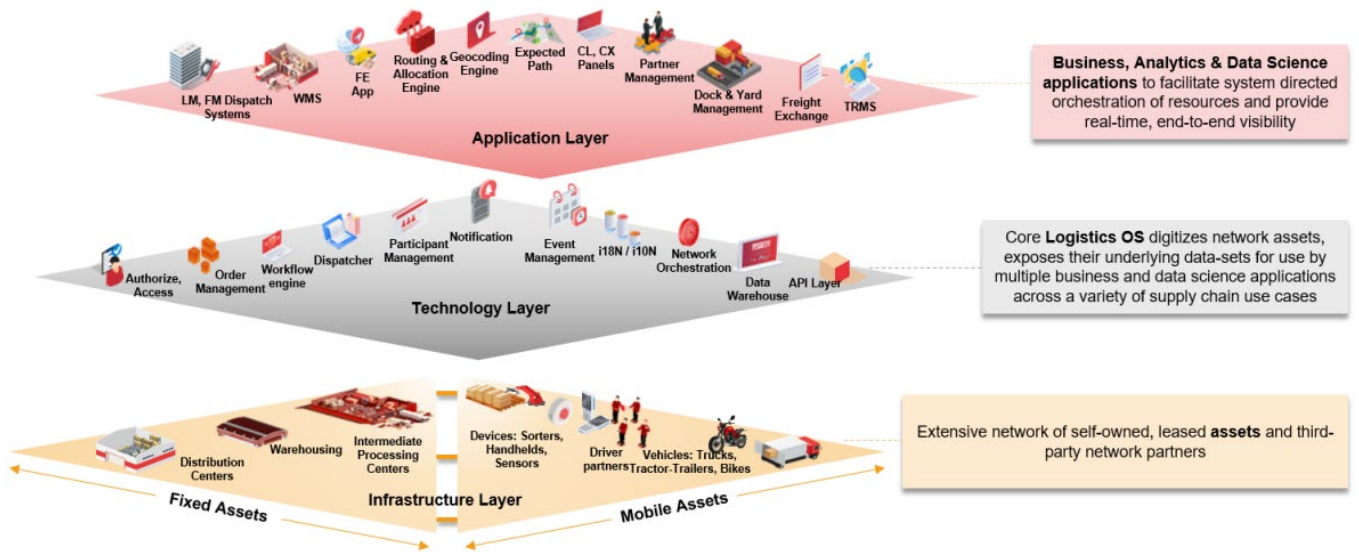 LM, FM Dispatch
Systems
WMS
FE
App
Routing &
Allocation
Engine
Geocoding
Engine
Expected
Path
CL, CX
Panels
Partner
Management
Dock & Yard
Management
Freight
Exchange
TRMS
Application Layer
Business, Analytics & Data Science
applications to facilitate system directed
orchestration of resources and provide
real-time, end-to-end visibility
Authorize,
Access
Order
Management
Workflow
engine
Dispatcher
Participant
Management
Notification
Event
Management
i18N / i10N
Network
Orchestration
Data
Warehouse
API Layer
Technology Layer
Core Logistics OS digitizes network assets,
exposes their underlying data-sets for use by
multiple business and data science applications
across a variety of supply chain use cases
Distribution
Centers
Warehousing
Intermediate
Processing
Centers
Devices: Sorters,
Handhelds,
Sensors
Driver
partners
Vehicles: Trucks,
Tractor-Trailers, Bikes
Infrastructure Layer
Fixed Assets
Mobile Assets
Extensive network of self-owned, leased assets and third-
party network partners